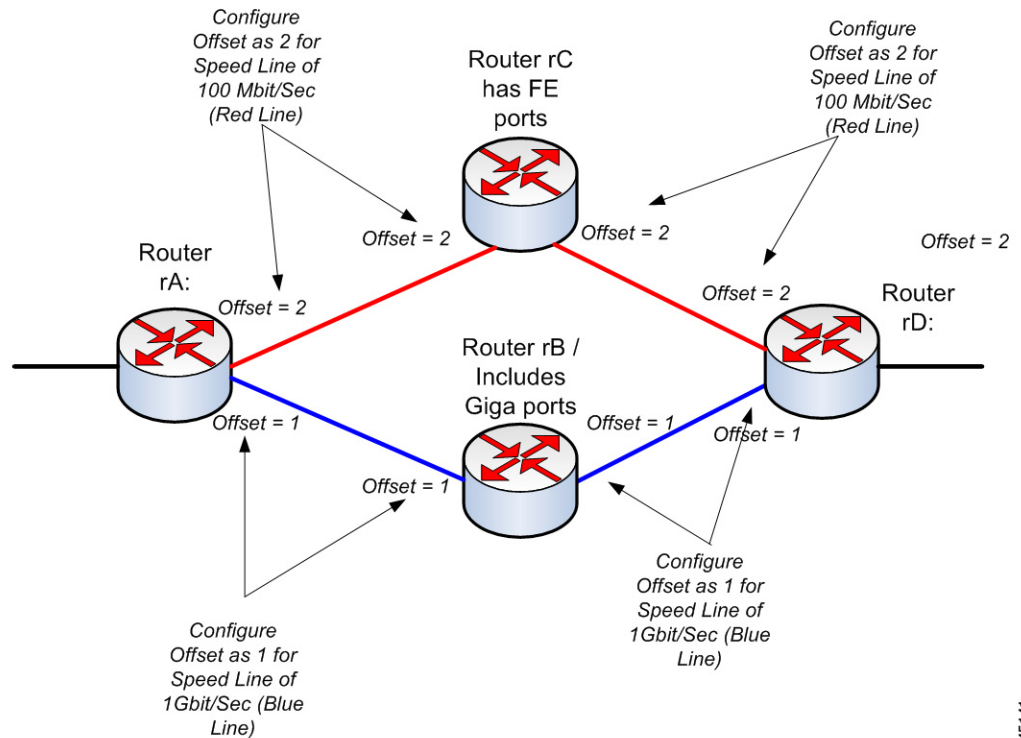 Configure
Offset as 2 for
Speed Line of
100 Mbit/Sec
(Red Line)
Router rC
has FE
ports
Configure
Offset as 2 for
Speed Line of
100 Mbit/Sec
(Red Line)
Offset = 2
Offset = 2
Offset = 2
Router
rA:
Offset = 2
Offset = 2
Router
rD:
Router rB /
Includes
Giga ports
Offset = 1
Offset = 1
Offset = 1
Offset = 1
Configure
Offset as 1 for
Speed Line of
1Gbit/Sec (Blue
Line)
Configure
Offset as 1 for
Speed Line of
1Gbit/Sec (Blue
Line)